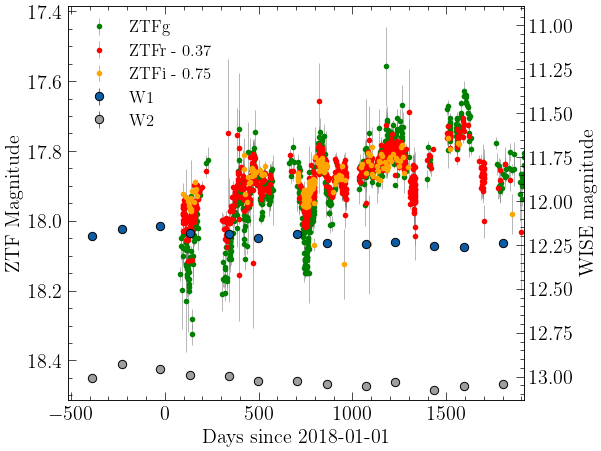 ZTFg
ZTFr - 0.37
ZTFi - 0.75
W1
W2
17.4
17.6
17.8
18.0
18.2
18.4
ZTF Magnitude
11.00
11.25
11.50
11.75
12.00
12.25
12.50
12.75
13.00
WISE magnitude
−500
0
500
1000
1500
Days since 2018-01-01